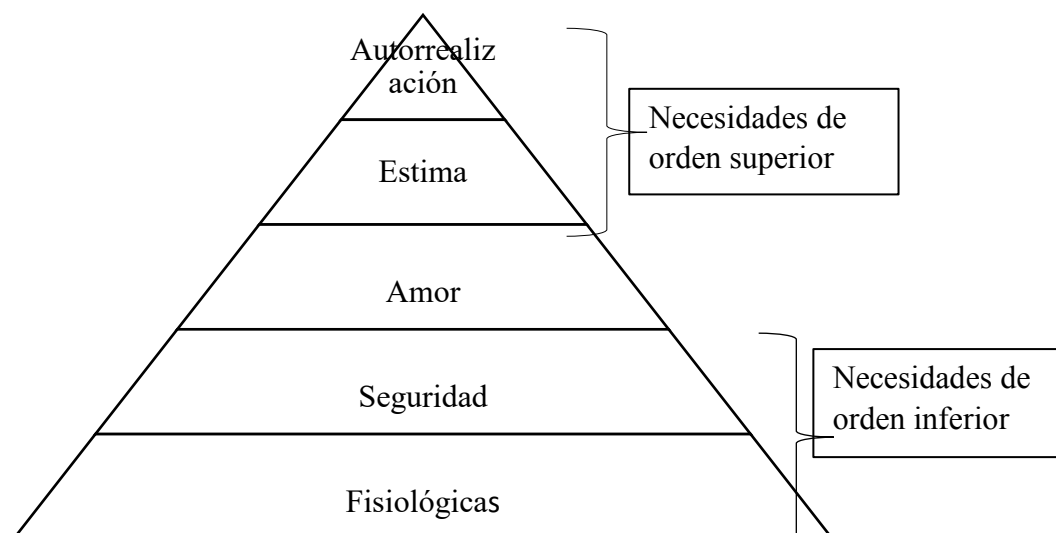 Autorrealiz
ación
Necesidades de
orden superior
Estima
Amor
Necesidades de
orden inferior
Seguridad
Fisiológicas